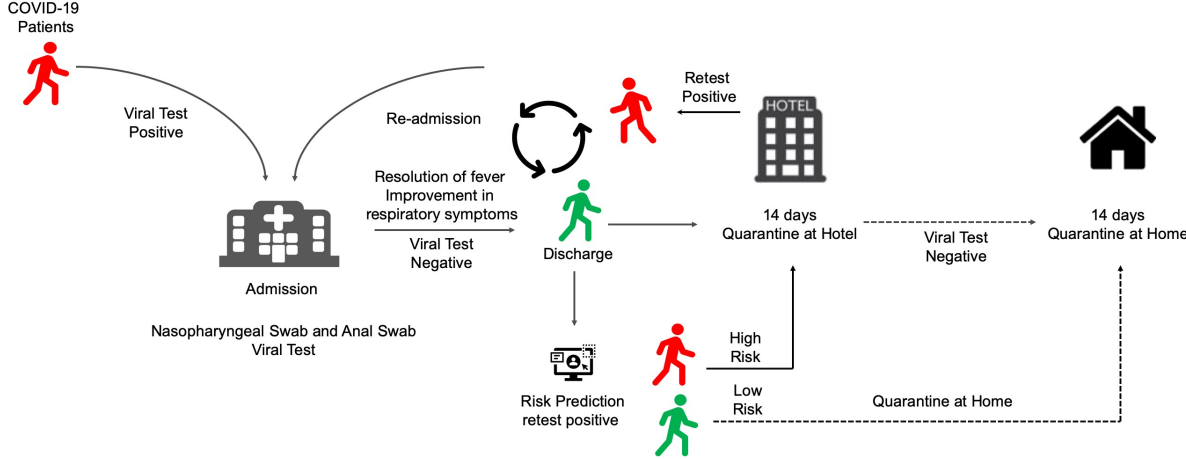 COVID-19
Patients
Viral Test
Positive
Re-admission
Retest
Positive
HOTEL
Resolution of fever
Improvement in
respiratory symptoms
Viral Test
Negative
Discharge
14 days
Quarantine at Hotel
Viral Test
Negative
14 days
Quarantine at Home
Admission
Nasopharyngeal Swab and Anal Swab
Viral Test
Risk Prediction
retest positive
High
Risk
Low
Risk
Quarantine at Home